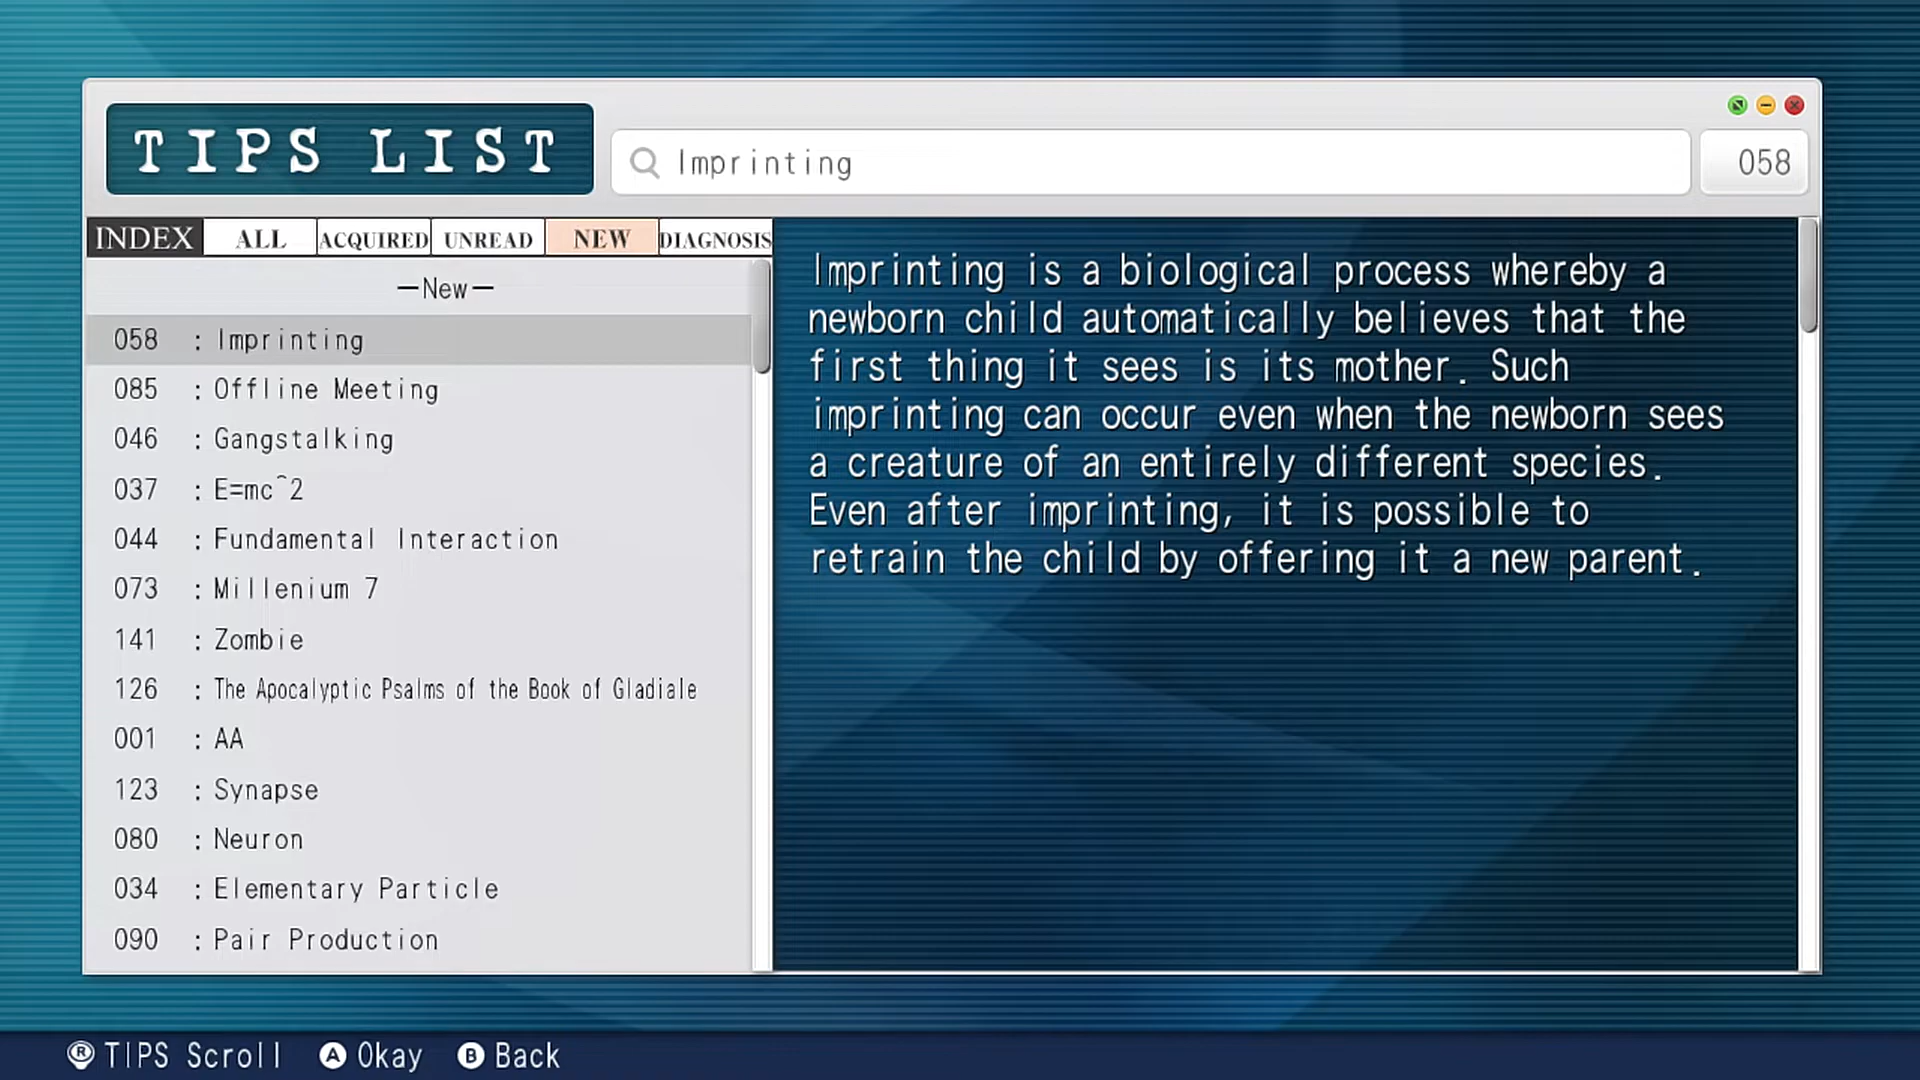 TIPS LIST
Imprinting
058
INDEX ALL ACQUIRED UNREAD NEW DIAGNOSIS
—New—
058 : Imprinting
085 : Offline Meeting
046 : Gangstalking
037 : E=mc^2
044 : Fundamental Interaction
073 : Millenium 7
141 : Zombie
126 : The Apocalyptic Psalms of the Book of Gladiale
001 : AA
123 : Synapse
080 : Neuron
034 : Elementary Particle
090 : Pair Production
Imprinting is a biological process whereby a
newborn child automatically believes that the
first thing it sees is its mother. Such
imprinting can occur even when the newborn sees
a creature of an entirely different species.
Even after imprinting, it is possible to
retrain the child by offering it a new parent.
R TIPS Scroll A Okay B Back